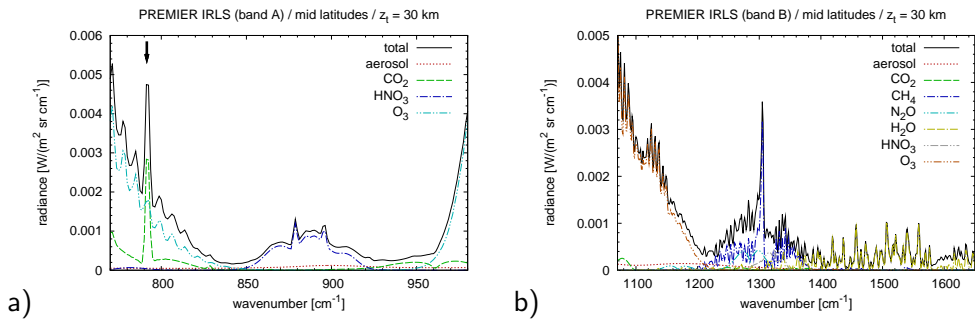 PREMIER IRLS (band A) / mid latitudes / zₜ = 30 km
0.006
0.005
0.004
0.003
0.002
0.001
0
radiance [W/(m² sr cm⁻¹)]
total
aerosol
CO₂
HNO₃
O₃
800
850
900
950
wavenumber [cm⁻¹]
a)
PREMIER IRLS (band B) / mid latitudes / zₜ = 30 km
0.005
0.004
0.003
0.002
0.001
0
radiance [W/(m² sr cm⁻¹)]
total
aerosol
CO₂
CH₄
N₂O
H₂O
HNO₃
O₃
1100
1200
1300
1400
1500
1600
wavenumber [cm⁻¹]
b)